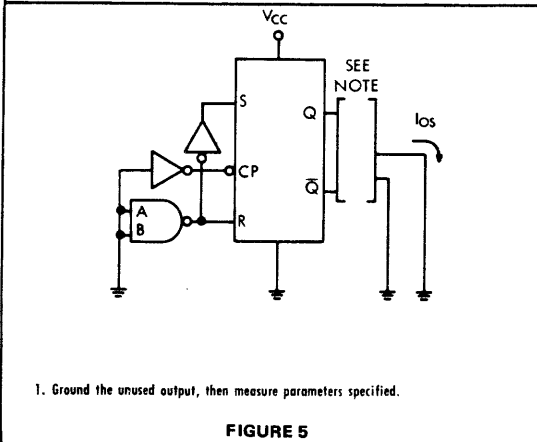 VCC
SEE
NOTE
S
Q
IOS
CP
Q̅
A
B
R
1. Ground the unused output, then measure parameters specified.
FIGURE 5